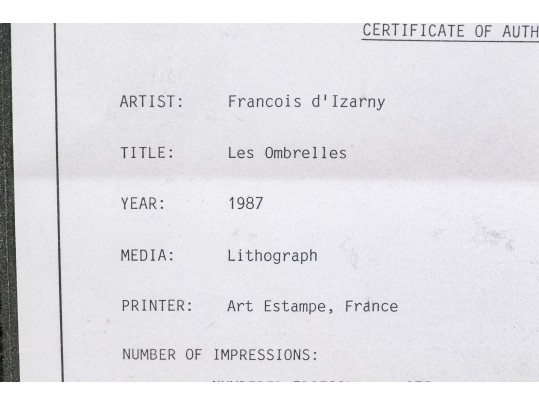 CERTIFICATE OF AUTH
ARTIST: Francois d'Izarny
TITLE: Les Ombrelles
YEAR: 1987
MEDIA: Lithograph
PRINTER: Art Estampe, France
NUMBER OF IMPRESSIONS: